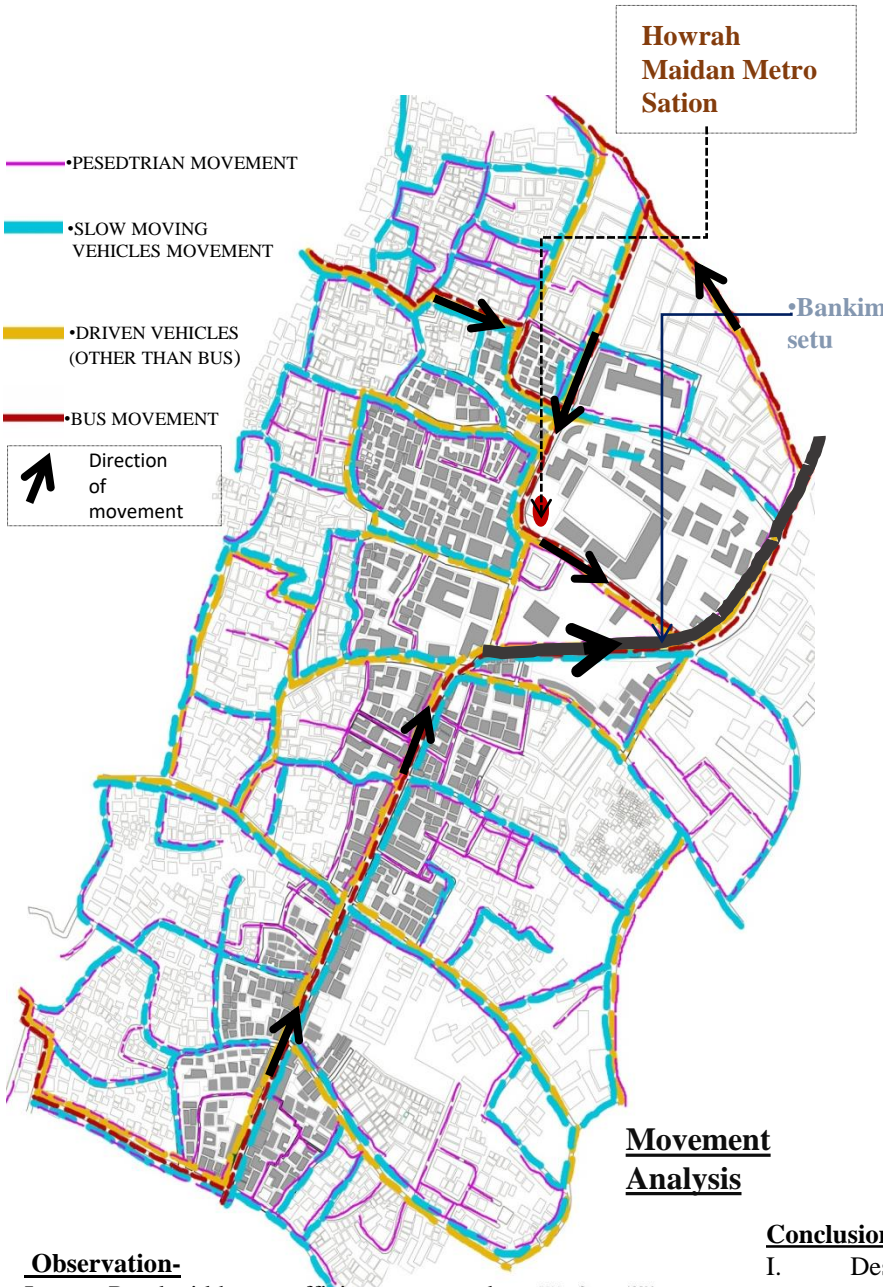 Howrah
Maidan Metro
Sation
•PESEDTRIAN MOVEMENT
•SLOW MOVING
VEHICLES MOVEMENT
•DRIVEN VEHICLES
(OTHER THAN BUS)
•BUS MOVEMENT
Direction
of
movement
•Bankim
setu
Movement
Analysis
Observation-
Conclusion
I. Des